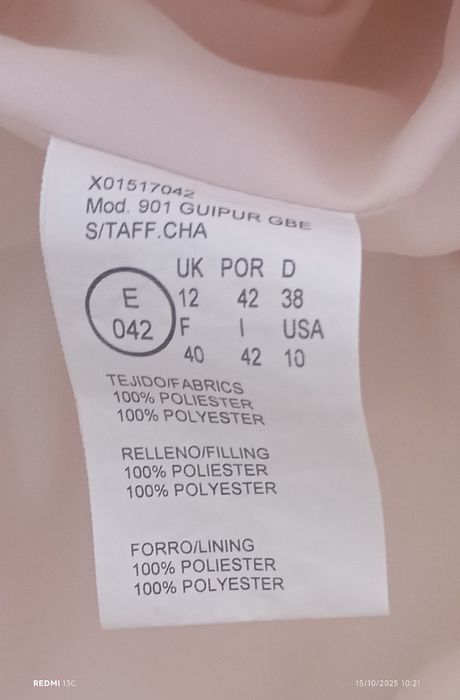 X01517042
Mod. 901 GUIPUR GBE
S/TAFF.CHA
UK POR D
E 12 42 38
042 F I USA
40 42 10
TEJIDO/FABRICS
100% POLIESTER
100% POLYESTER
RELLENO/FILLING
100% POLIESTER
100% POLYESTER
FORRO/LINING
100% POLIESTER
100% POLYESTER
REDMI 13C 15/10/2025 10:21